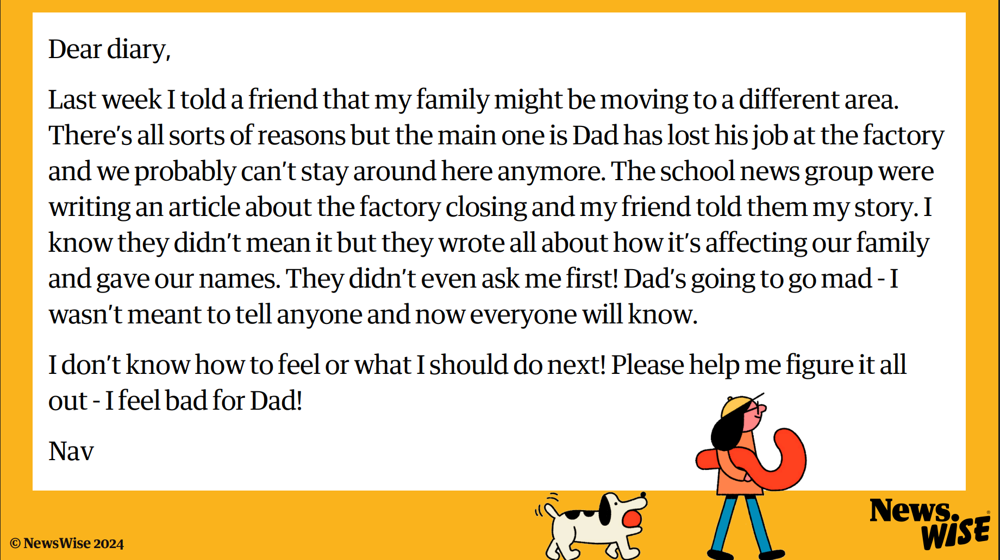 Dear diary,
Last week I told a friend that my family might be moving to a different area.
There's all sorts of reasons but the main one is Dad has lost his job at the factory
and we probably can't stay around here anymore. The school news group were
writing an article about the factory closing and my friend told them my story. I
know they didn't mean it but they wrote all about how it's affecting our family
and gave our names. They didn't even ask me first! Dad's going to go mad - I
wasn't meant to tell anyone and now everyone will know.
I don't know how to feel or what I should do next! Please help me figure it all
out - I feel bad for Dad!
Nav
© NewsWise 2024
News.
WISE®